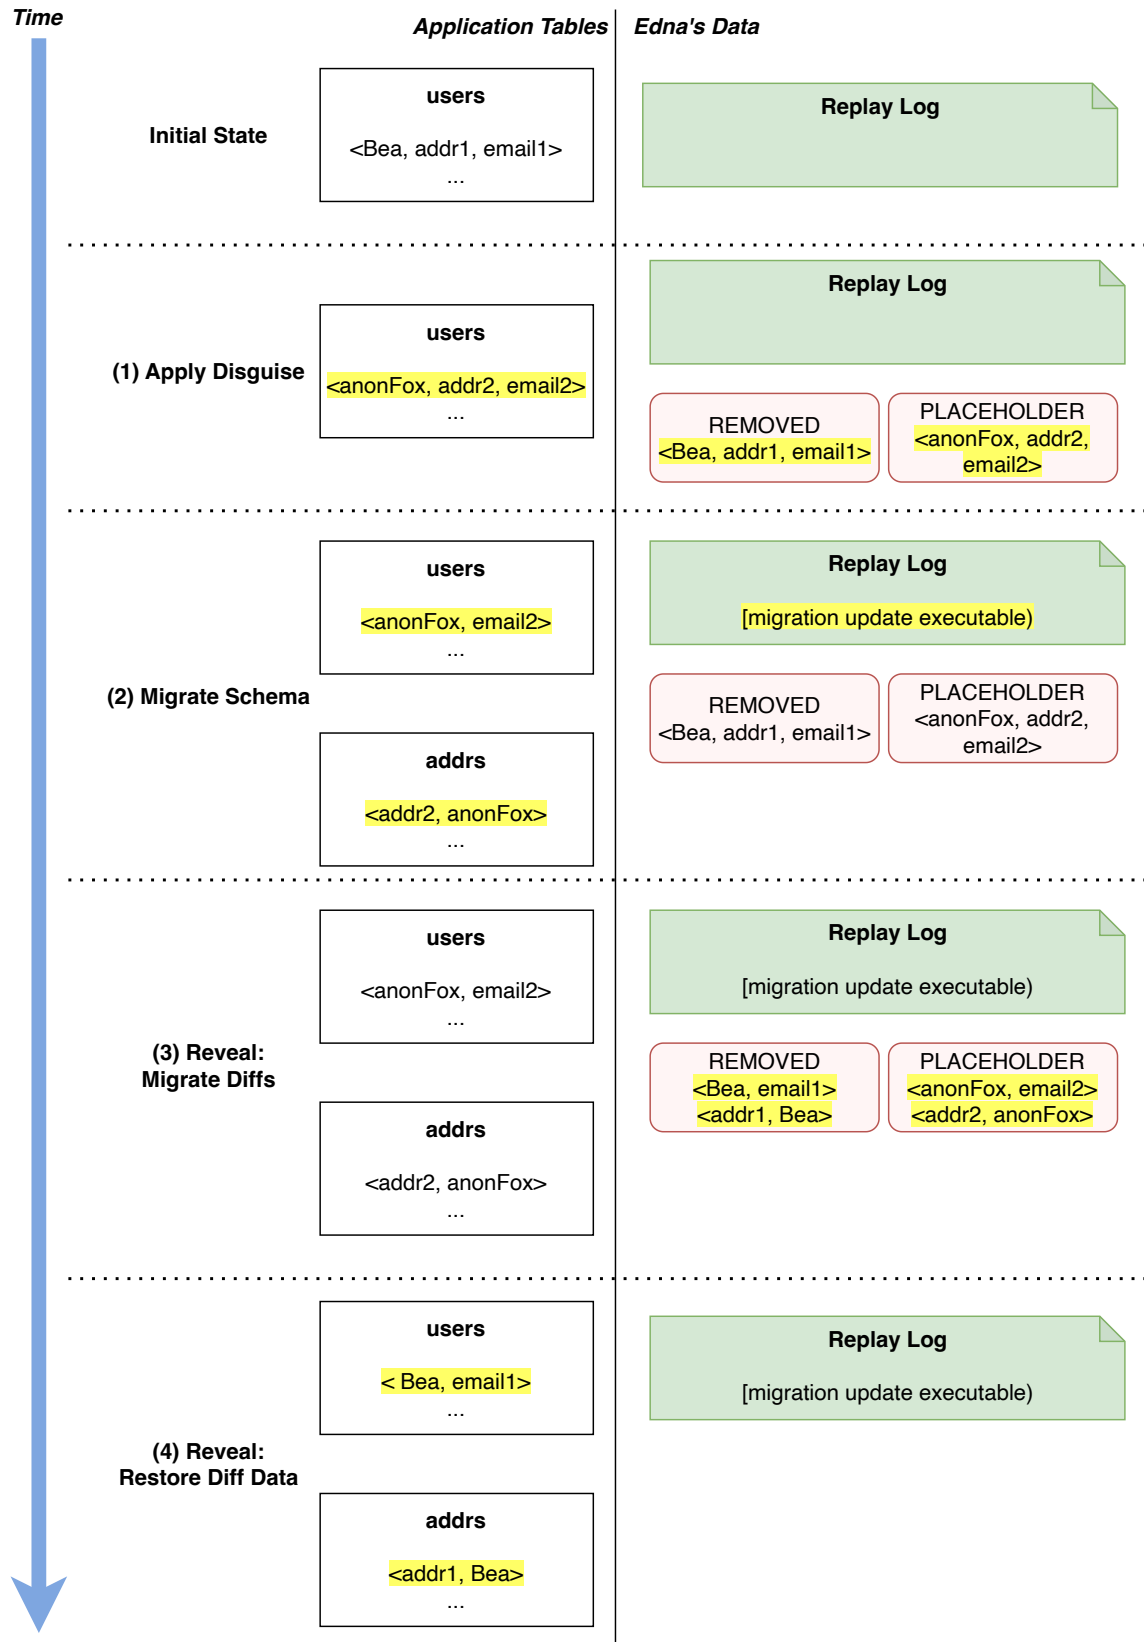 Time
Application Tables
Edna's Data
Initial State
users
<Bea, addr1, email1>
...
Replay Log
(1) Apply Disguise
users
<anonFox, addr2, email2>
...
Replay Log
REMOVED
<Bea, addr1, email1>
PLACEHOLDER
<anonFox, addr2,
email2>
(2) Migrate Schema
users
<anonFox, email2>
...
addrs
<addr2, anonFox>
...
Replay Log
[migration update executable)
REMOVED
<Bea, addr1, email1>
PLACEHOLDER
<anonFox, addr2,
email2>
(3) Reveal:
Migrate Diffs
users
<anonFox, email2>
...
addrs
<addr2, anonFox>
...
Replay Log
[migration update executable)
REMOVED
<Bea, email1>
<addr1, Bea>
PLACEHOLDER
<anonFox, email2>
<addr2, anonFox>
(4) Reveal:
Restore Diff Data
users
< Bea, email1>
...
addrs
<addr1, Bea>
...
Replay Log
[migration update executable)